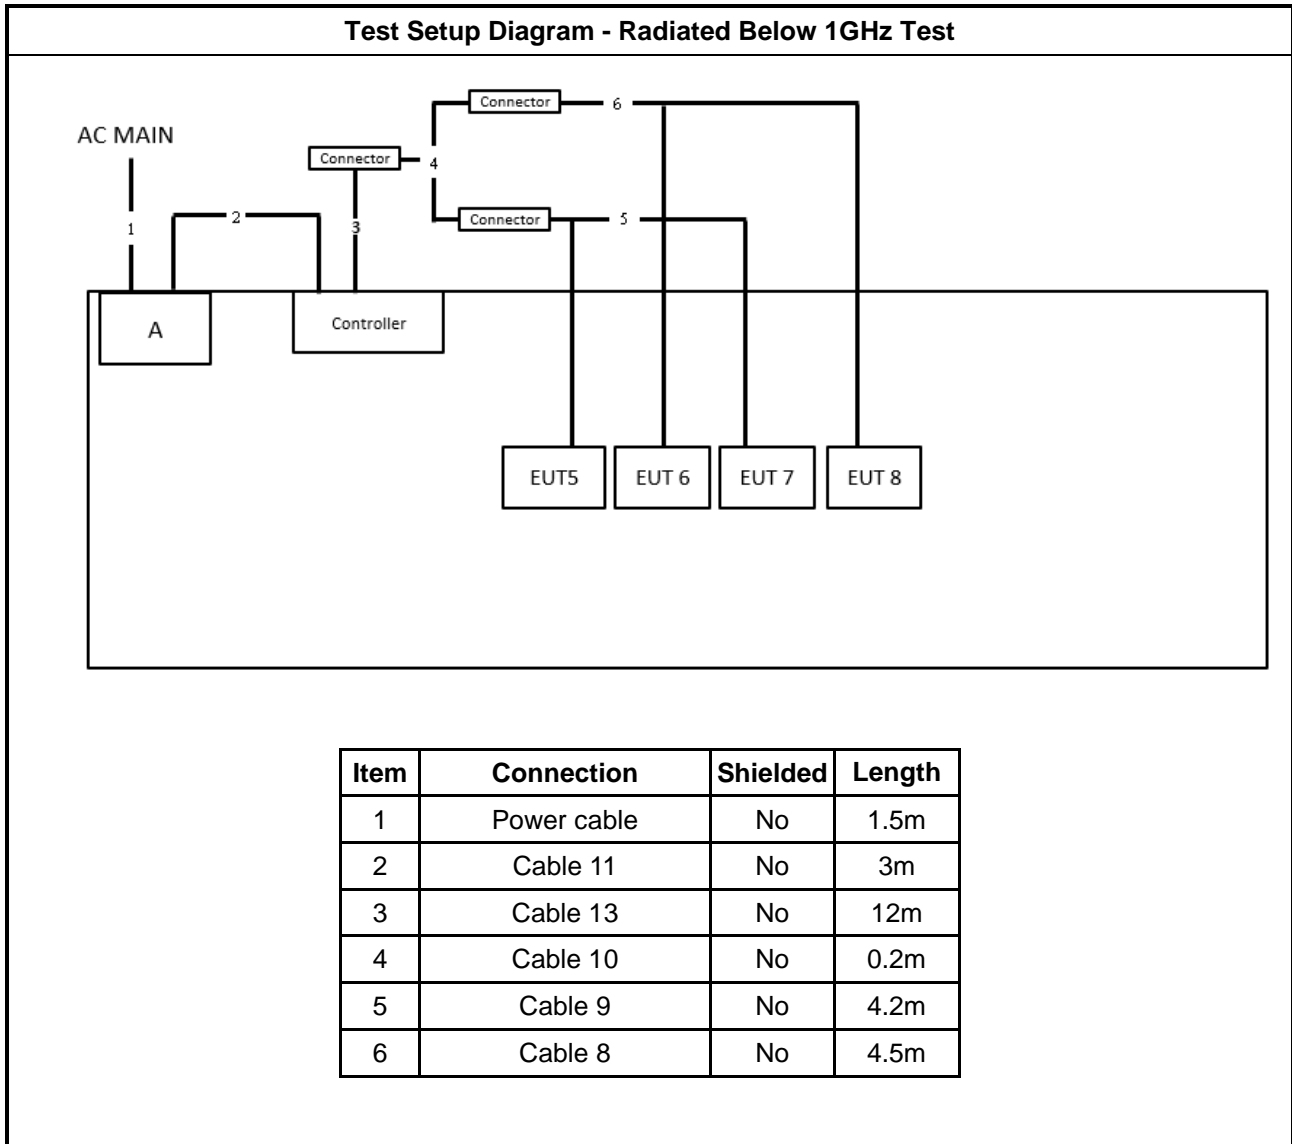 Test Setup Diagram - Radiated Below 1GHz Test
Connector
6
AC MAIN
Connector
4
2
Connector
5
1
3
A
Controller
EUT5
EUT 6
EUT 7
EUT 8
Item Connection Shielded Length
1 Power cable No 1.5m
2 Cable 11 No 3m
3 Cable 13 No 12m
4 Cable 10 No 0.2m
5 Cable 9 No 4.2m
6 Cable 8 No 4.5m